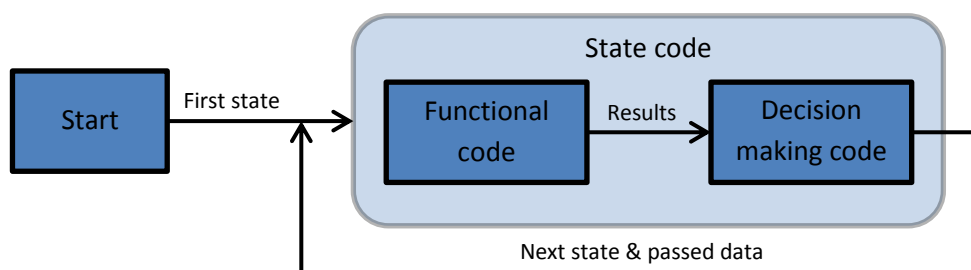 State code
Start
First state
Functional
code
Results
Decision
making code
Next state & passed data